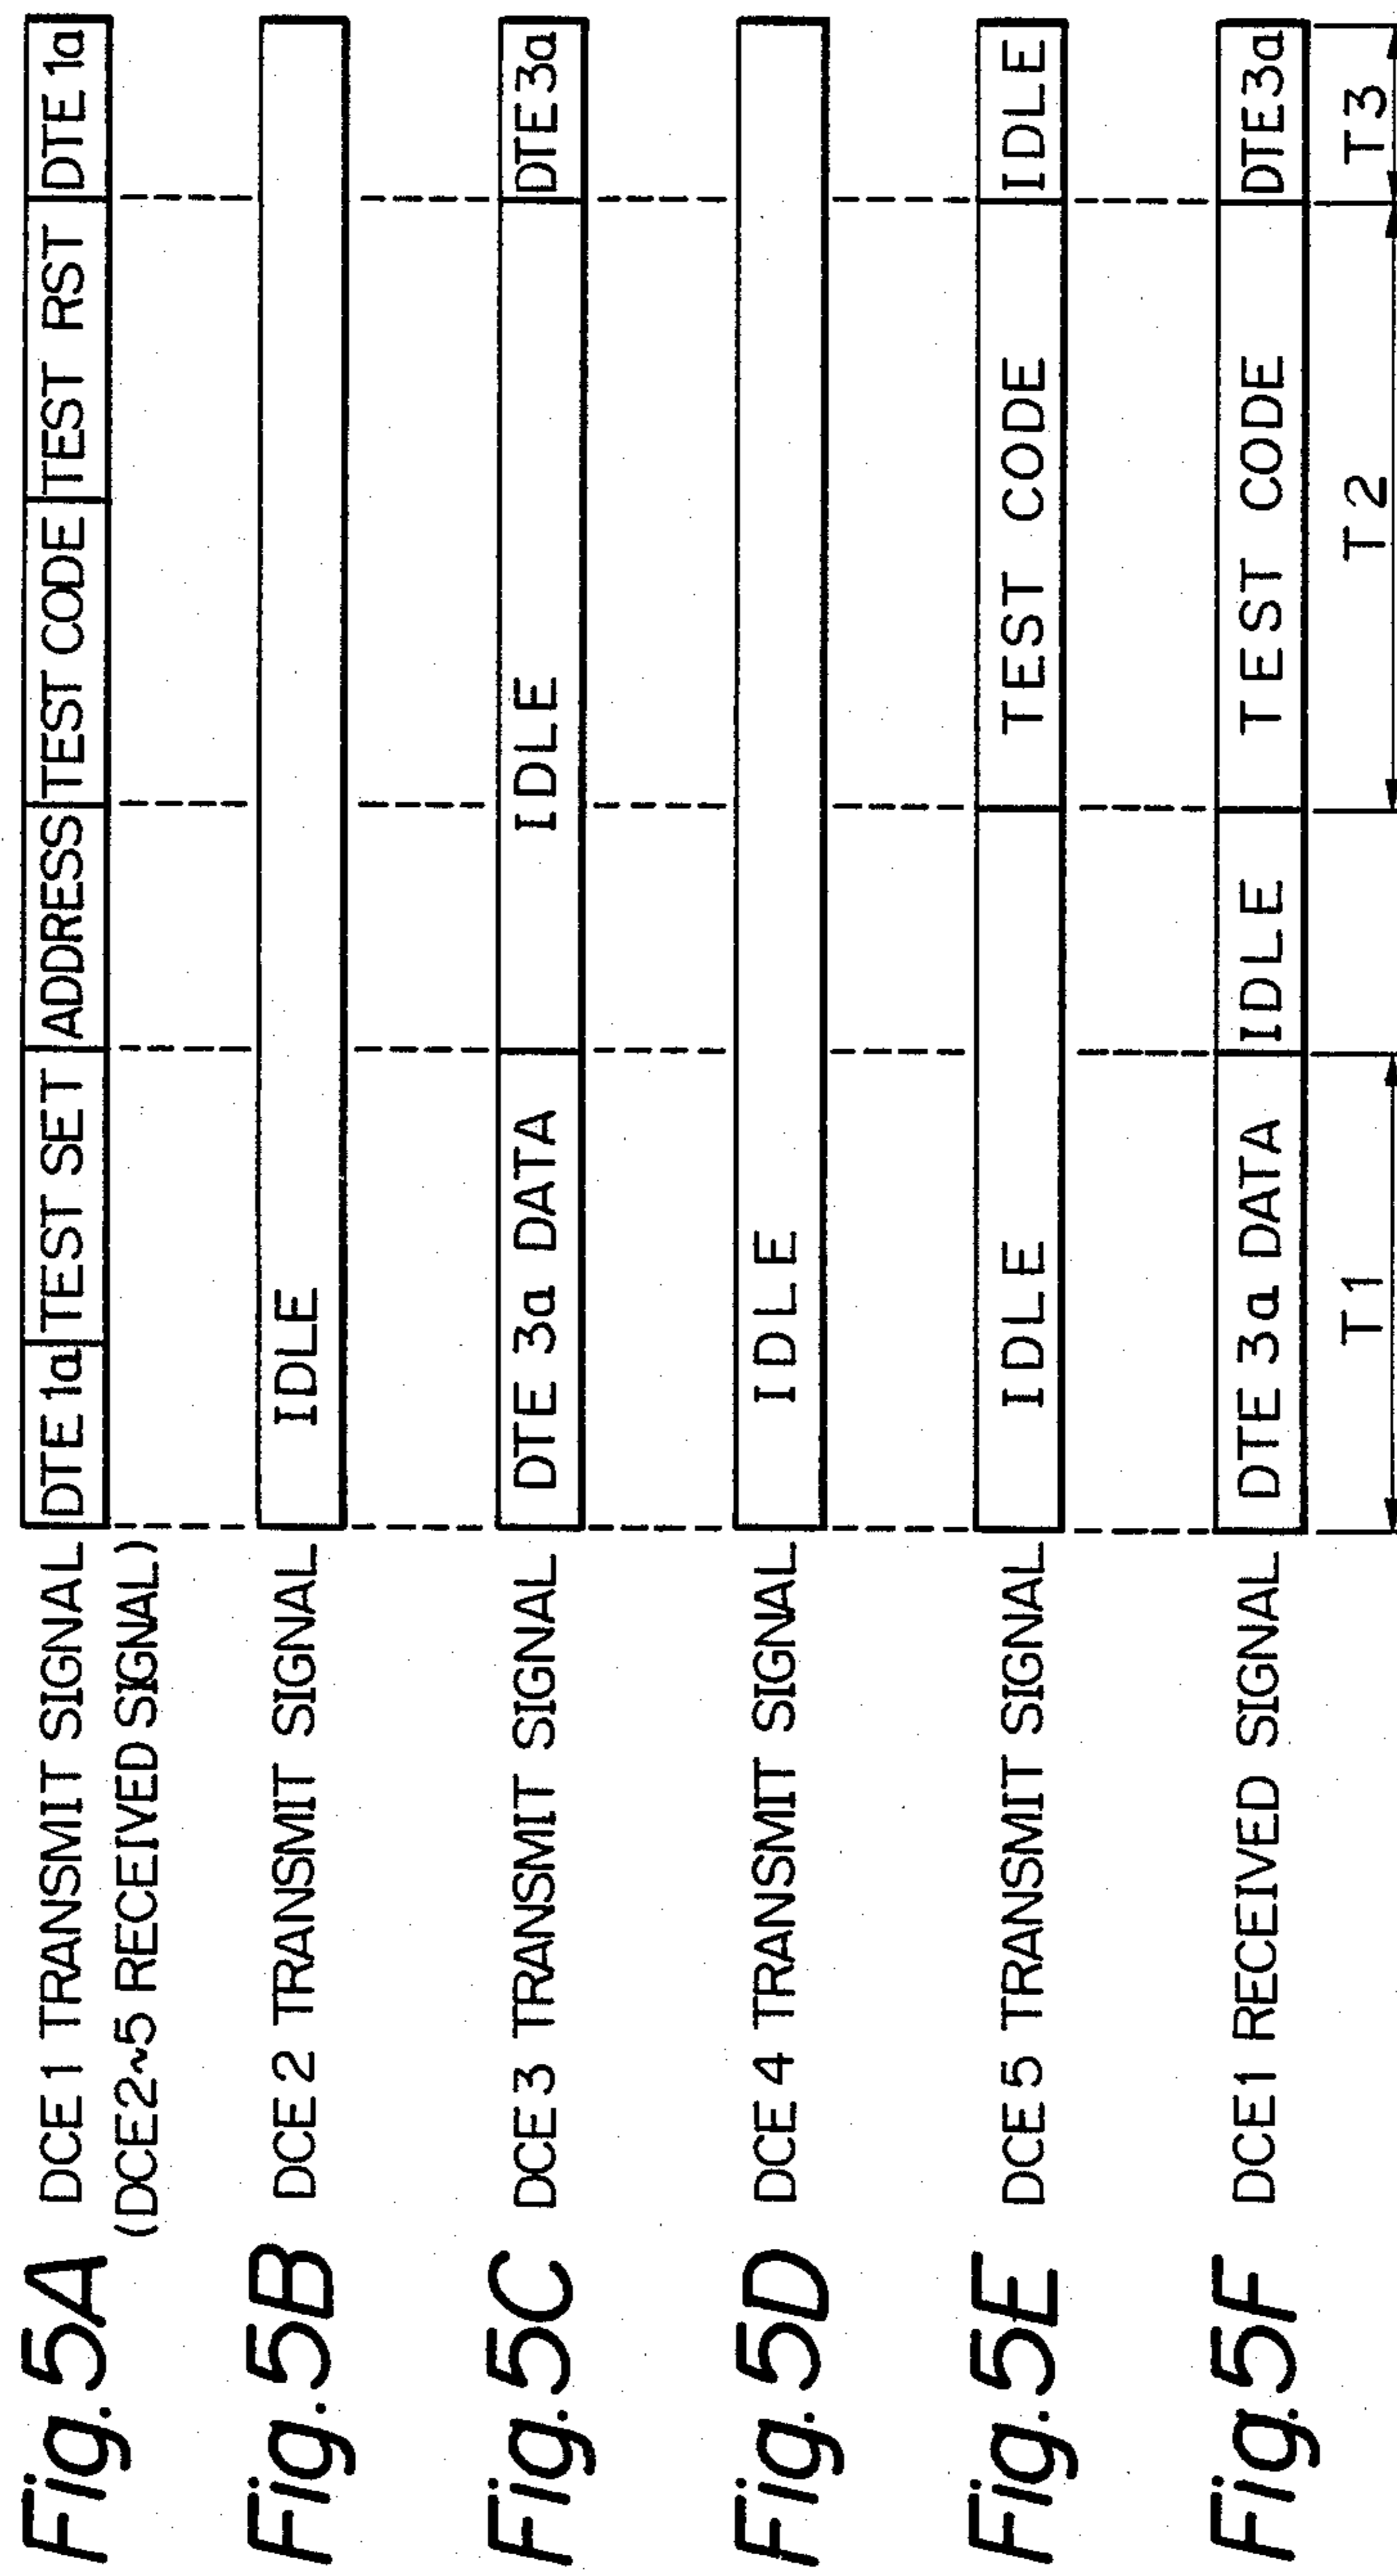 Fig. 5A DCE 1 TRANSMIT SIGNAL DTE 1a TEST SET ADDRESS TEST CODE TEST RST DTE 1a
(DCE2~5 RECEIVED SIGNAL)
Fig. 5B DCE 2 TRANSMIT SIGNAL IDLE
Fig. 5C DCE 3 TRANSMIT SIGNAL DTE 3a DATA IDLE DTE 3a
Fig. 5D DCE 4 TRANSMIT SIGNAL IDLE
Fig. 5E DCE 5 TRANSMIT SIGNAL IDLE TEST CODE IDLE
Fig. 5F DCE1 RECEIVED SIGNAL DTE 3a DATA IDLE TEST CODE DTE3a
T1 T2 T3